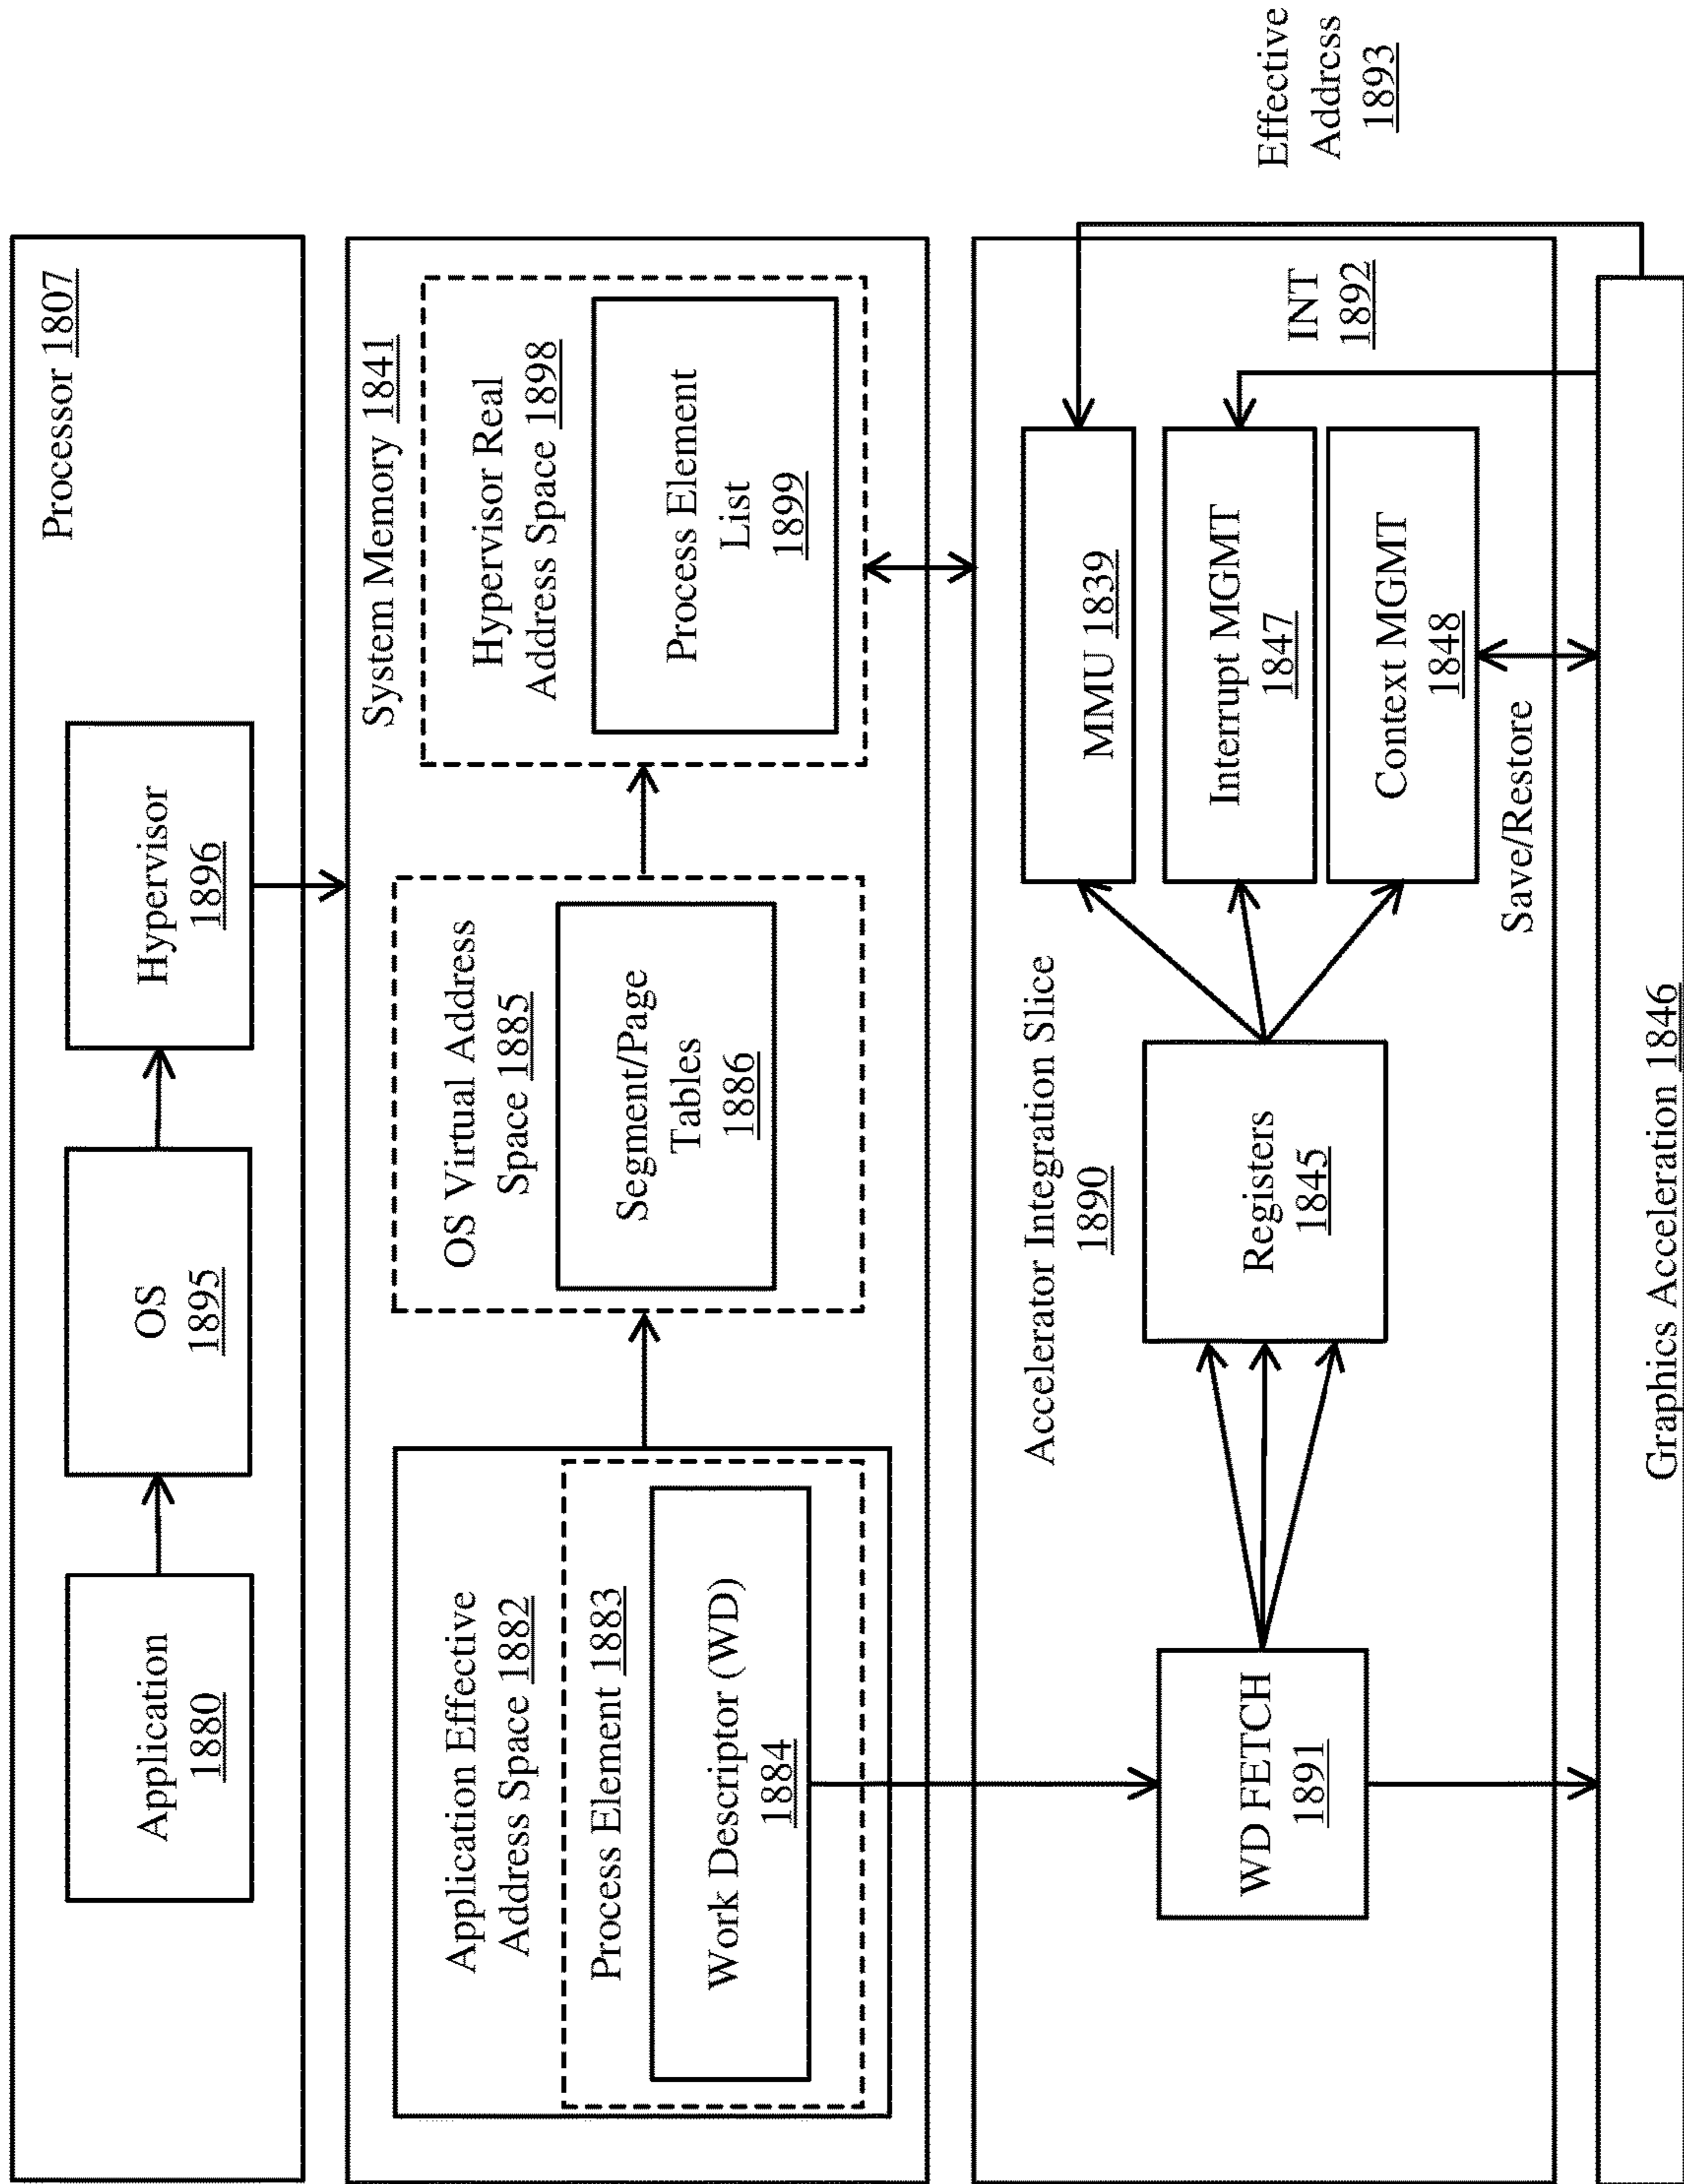 Processor 1807
Application
1880
OS
1895
Hypervisor
1896
System Memory 1841
Application Effective
Address Space 1882
Process Element 1883
Work Descriptor (WD)
1884
OS Virtual Address
Space 1885
Segment/Page
Tables
1886
Hypervisor Real
Address Space 1898
Process Element
List
1899
Accelerator Integration Slice
1890
WD FETCH
1891
Registers
1845
MMU 1839
Interrupt MGMT
1847
Context MGMT
1848
INT
1892
Save/Restore
Effective
Address
1893
Graphics Acceleration 1846